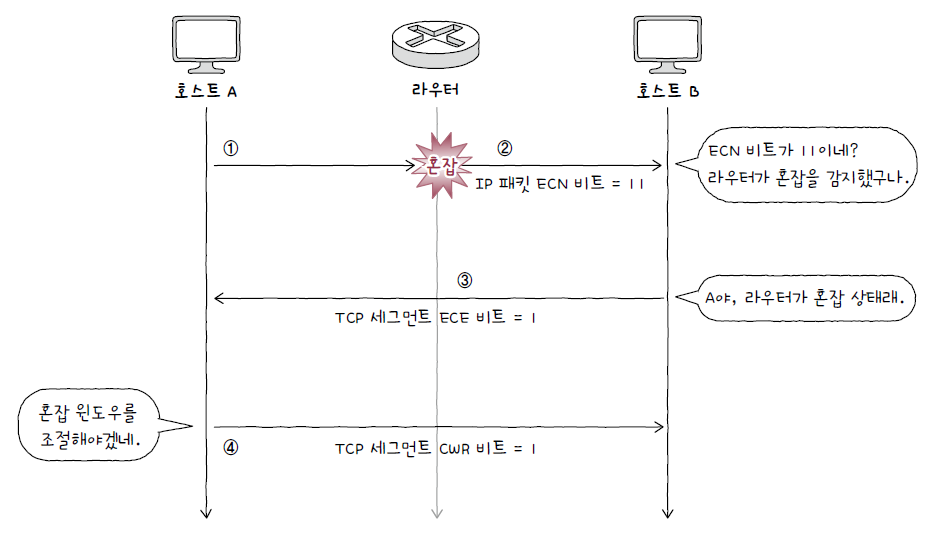 호스트 A
라우터
호스트 B
①
혼잡
②
IP 패킷 ECN 비트 = 11
ECN 비트가 11이네?
라우터가 혼잡을 감지했구나.
③
TCP 세그먼트 ECE 비트 = 1
A야, 라우터가 혼잡 상태래.
혼잡 윈도우를
조절해야겠네.
④
TCP 세그먼트 CWR 비트 = 1